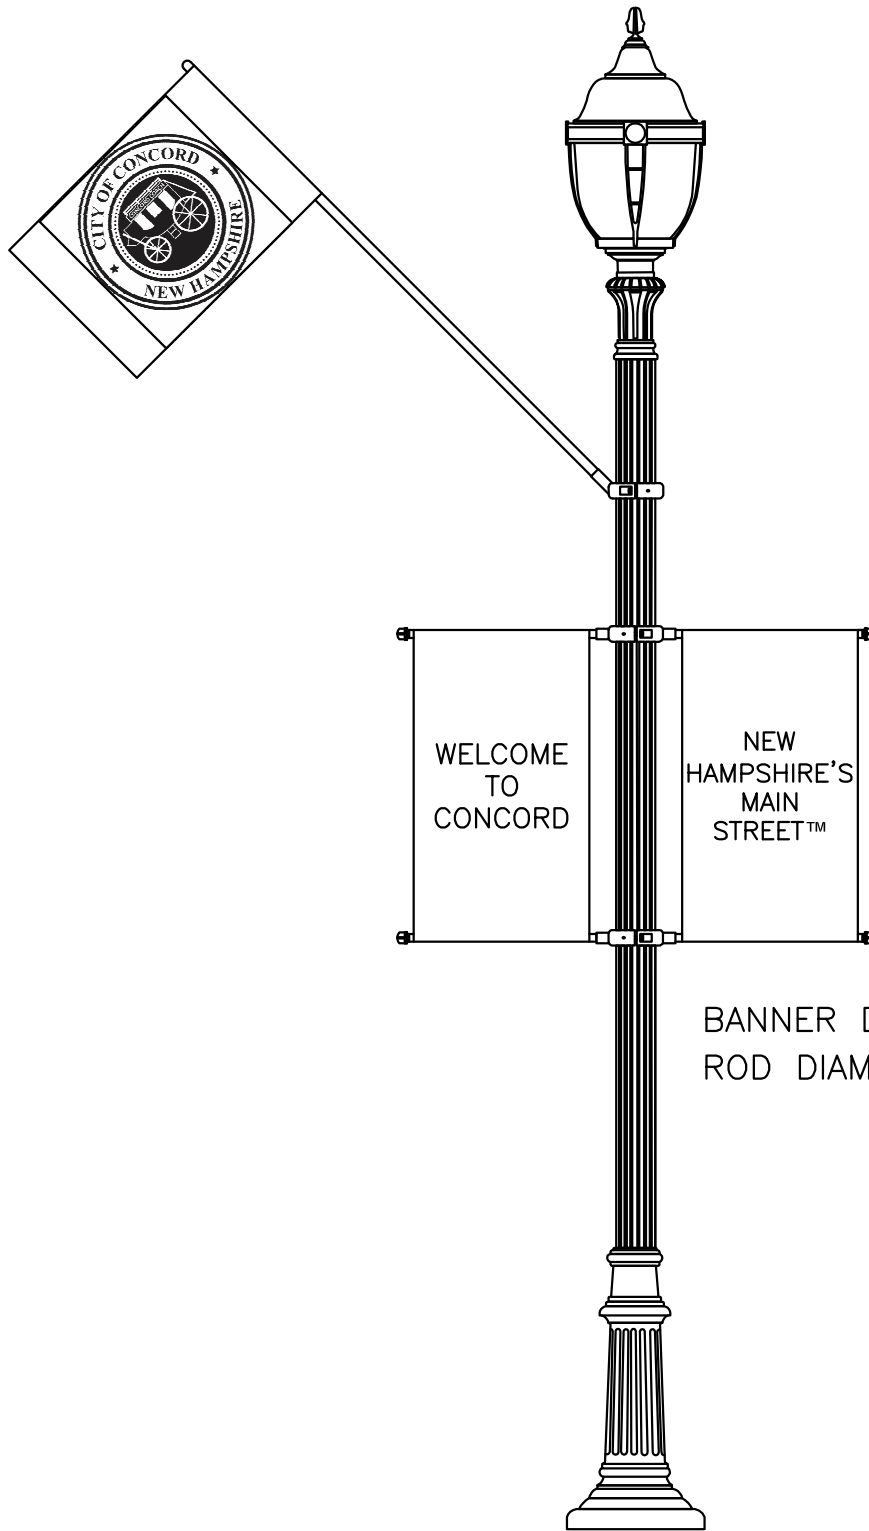 CITY OF CONCORD
NEW HAMPSHIRE
WELCOME
TO
CONCORD
NEW
HAMPSHIRE'S
MAIN
STREET™
BANNER
ROD